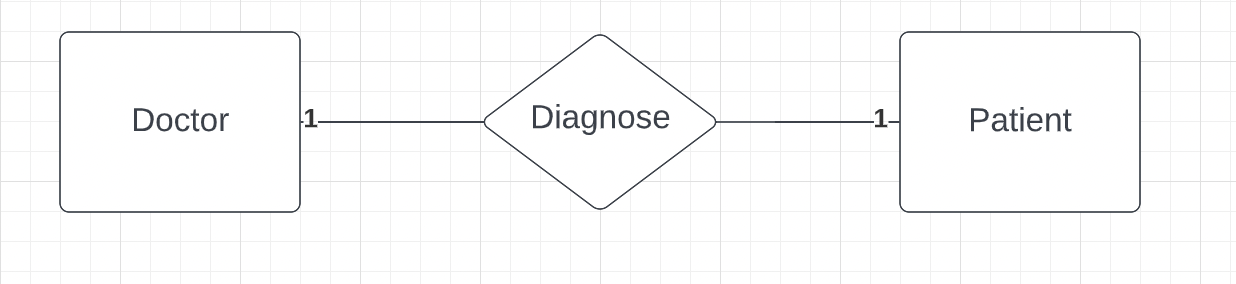 Doctor
1
Diagnose
1
Patient